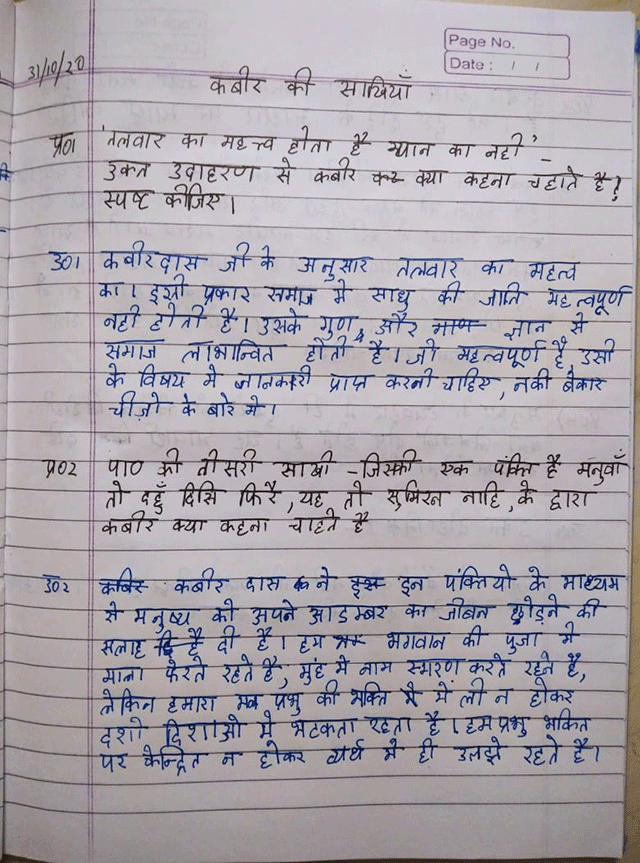 Page No.
Date : / /
31/10/20
कबीर की साखियाँ
प्र01 'तलवार का महत्त्व होता है म्यान का नहीं' -
उक्त उदाहरण से कबीर क्या कहना चहाते है?
स्पष्ट कीजिए।
उ01 कबीरदास जी के अनुसार तलवार का महत्व
का। इसी प्रकार समाज मे साधु की जाति महत्वपूर्ण
नही होती है। उसके गुण और ज्ञान से
समाज लाभान्वित होती है। जो महत्वपूर्ण है, उसी
के विषय मे जानकारी प्राप्त करनी चाहिए, नकी बेकार
चीज़ो के बारे मे।
प्र02 पाठ की तीसरी साखी -जिसकी एक पंक्ति है मनुवाँ
तो दहुँ दिसि फिरै, यह तो सुमिरन नाहि, के द्वारा
कबीर क्या कहना चाहते है
उ02 कबीर दास ने इन पंक्तियो के माध्यम
से मनुष्य को अपने आडम्बर का जीबन छोड़ने की
सलाह दी है। हम भगवान की पुजा मे
माला फेरते रहते है, मुंह मे नाम स्मरण करते रहते है,
लेकिन हमारा प्रभु की भक्ति मे ली न होकर
दशो दिशाओ मे भटकता रहता है। हम प्रभु भक्ति
पर केन्द्रित न होकर व्यर्थ मे ही उलझे रहते है।